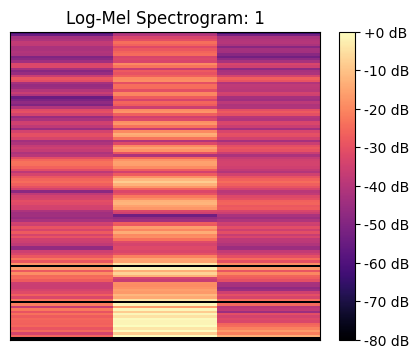 Log-Mel Spectrogram: 1
+0 dB
-10 dB
-20 dB
-30 dB
-40 dB
-50 dB
-60 dB
-70 dB
-80 dB